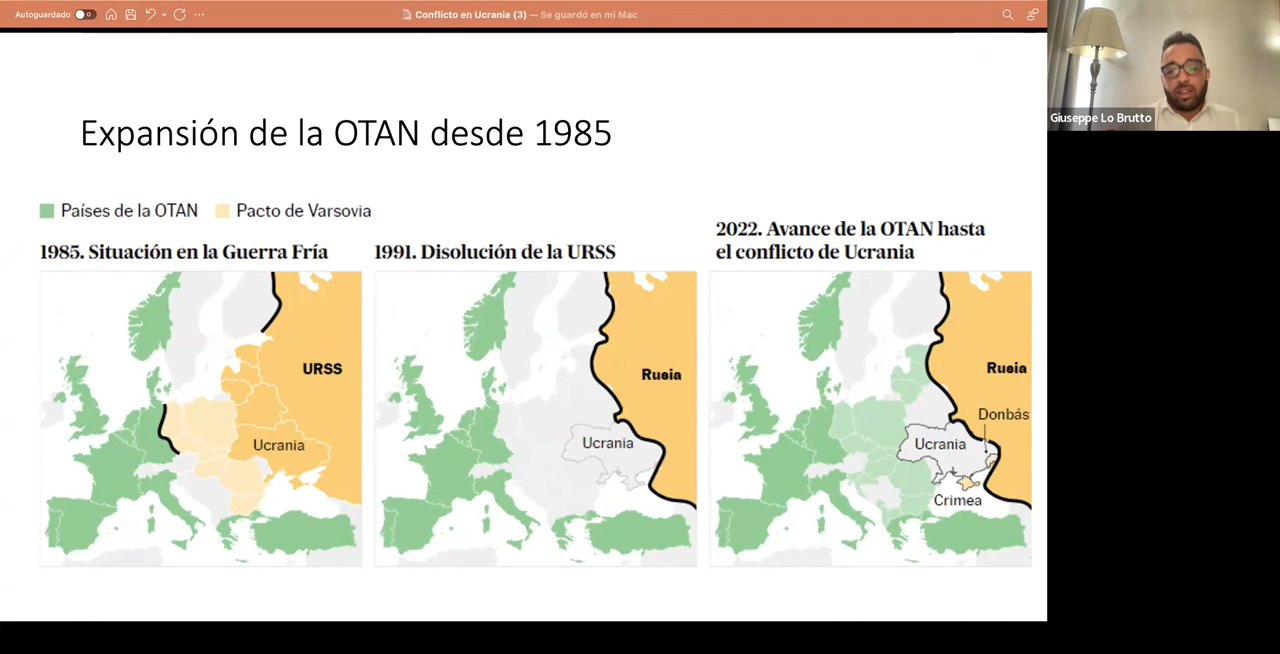 Autoguardado
Conflicto en Ucrania (3) — Se guardó en mi Mac
Giuseppe Lo Brutto
Expansión de la OTAN desde 1985
Países de la OTAN Pacto de Varsovia
1985. Situación en la Guerra Fría
URSS
Ucrania
1991. Disolución de la URSS
Rusia
Ucrania
2022. Avance de la OTAN hasta
el conflicto de Ucrania
Rusia
Donbás
Ucrania
Crimea